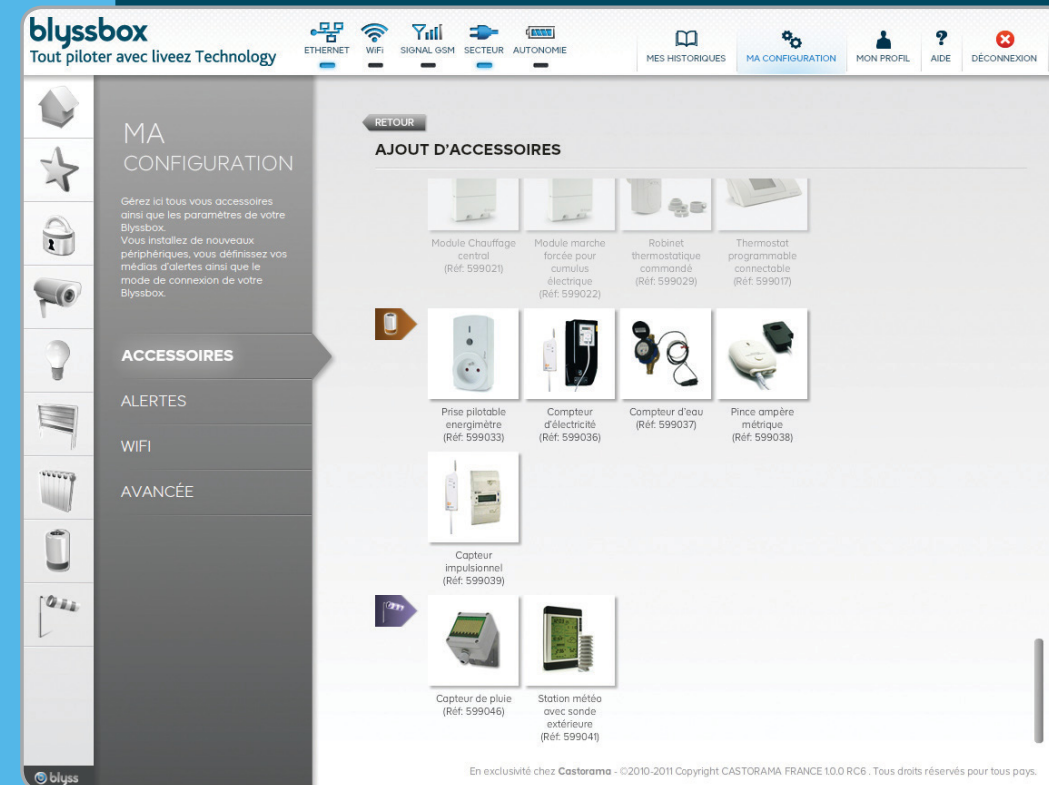 blyssbox
Tout piloter avec liveez Technology
ETHERNET
WiFi
SIGNAL GSM
SECTEUR
AUTONOMIE
MES HISTORIQUES
MA CONFIGURATION
MON PROFIL
?
AIDE
DÉCONNEXION
MA
CONFIGURATION
Gérez ici tous vous accessoires
ainsi que les paramètres de votre
Blyssbox.
Vous installez de nouveaux
périphériques, vous définissez vos
médias d'alertes ainsi que le
mode de connexion de votre
Blyssbox.
ACCESSOIRES
ALERTES
WIFI
AVANCÉE
RETOUR
AJOUT D'ACCESSOIRES
Module Chauffage
central
(Réf: 599021)
Module marche
forcée pour
cumulus
électrique
(Réf: 599022)
Robinet
thermostatique
commandé
(Réf: 599029)
Thermostat
programmable
connectable
(Réf: 599017)
Prise pilotable
energimètre
(Réf: 599033)
Compteur
d'électricité
(Réf: 599036)
Compteur d'eau
(Réf: 599037)
Pince ampère
métrique
(Réf: 599038)
Capteur
impulsionnel
(Réf: 599039)
Capteur de pluie
(Réf: 599046)
Station météo
avec sonde
extérieure
(Réf: 599041)
blyss
En exclusivité chez Castorama - ©2010-2011 Copyright CASTORAMA FRANCE 1.0.0 RC6 . Tous droits réservés pour tous pays.